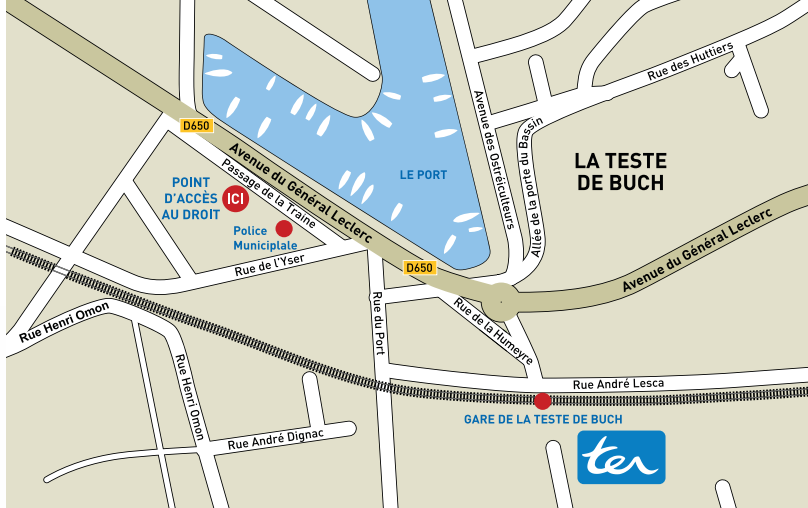 Rue des Huttiers
Avenue des Ostréiculteurs
Allée de la porte du Bassin
LA TESTE
DE BUCH
D650
Avenue du Général Leclerc
Passage de la Traine
LE PORT
POINT
D'ACCÈS
AU DROIT
ICI
Police
Municiplale
Rue de l'Yser
D650
Avenue du Général Leclerc
Rue Henri Omon
Rue du Port
Rue de la Humeyre
Rue Henri Omon
Rue André Lesca
GARE DE LA TESTE DE BUCH
Rue André Dignac
ter